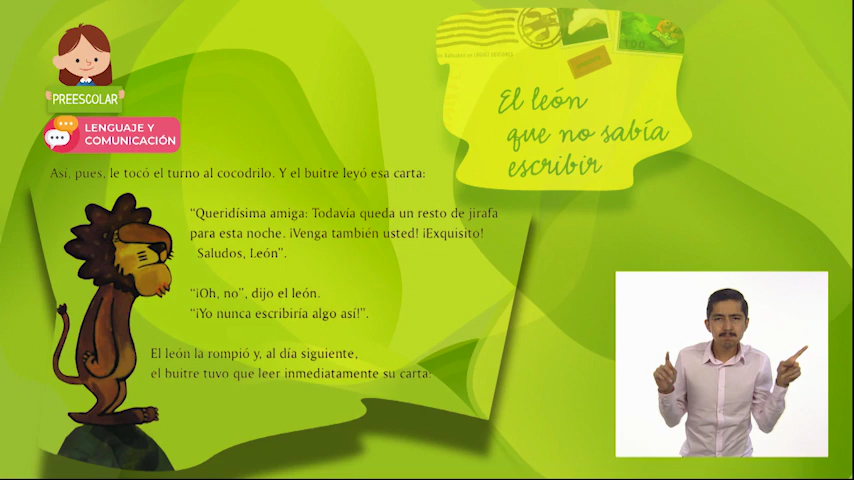 PREESCOLAR
LENGUAJE Y
COMUNICACIÓN
El león
que no sabía
escribir
Así, pues, le tocó el turno al cocodrilo. Y el buitre leyó esa carta:
“Queridísima amiga: Todavía queda un resto de jirafa
para esta noche. ¡Venga también usted! ¡Exquisito!
Saludos, León”.
“¡Oh, no”, dijo el león.
“¡Yo nunca escribiría algo así!”.
El león la rompió y, al día siguiente,
el buitre tuvo que leer inmediatamente su carta: